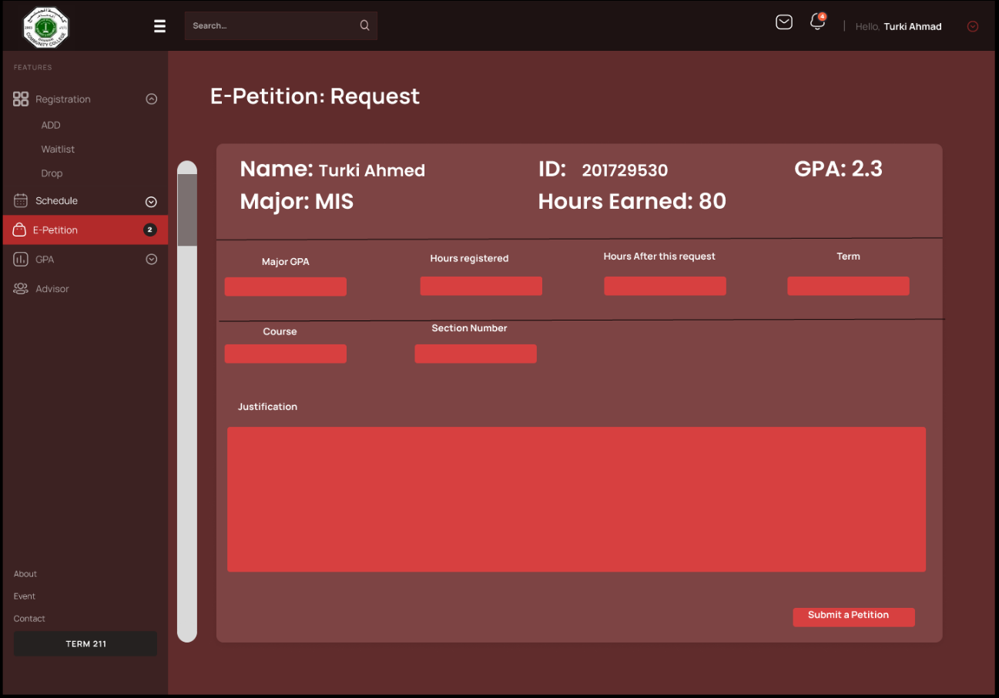 COMMUNITY COLLEGE
Search...
4
Hello, Turki Ahmad
FEATURES
Registration
ADD
Waitlist
Drop
Schedule
E-Petition 2
GPA
Advisor
About
Event
Contact
TERM 211
E-Petition: Request
Name: Turki Ahmed ID: 201729530 GPA: 2.3
Major: MIS Hours Earned: 80
Major GPA Hours registered Hours After this request Term
Course Section Number
Justification
Submit a Petition